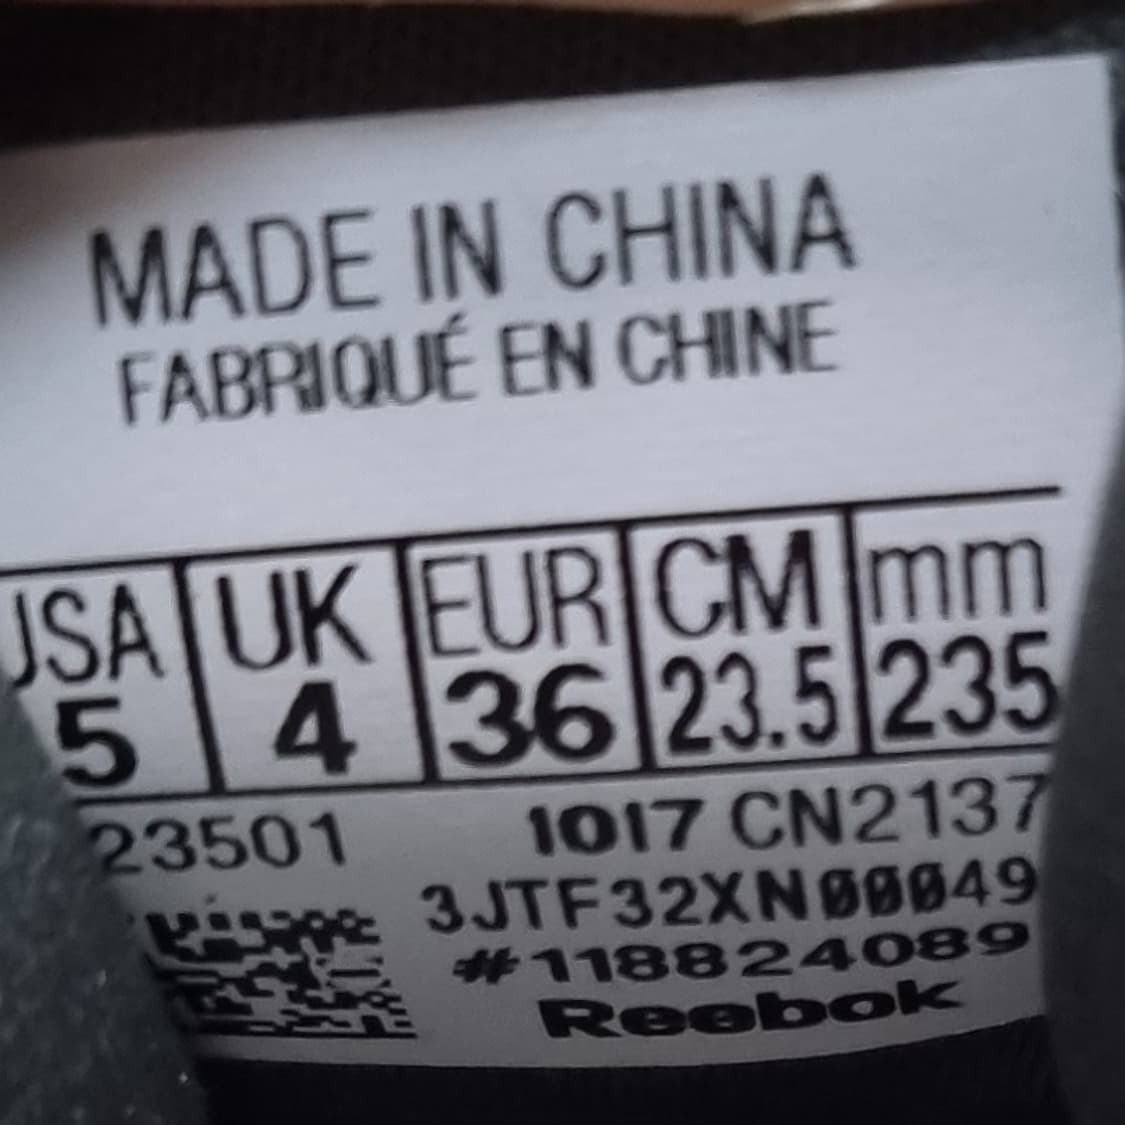 MADE IN CHINA
FABRIQUÉ EN CHINE
USA UK EUR CM mm
5 4 36 23.5 235
23501 1017 CN2137
3JTF32XN00049
#118824089
Reebok